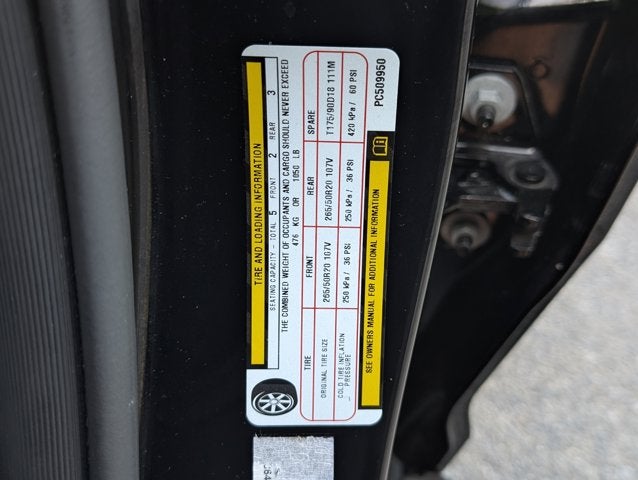 TIRE AND LOADING INFORMATION
SEATING CAPACITY - TOTAL 5 FRONT 2 REAR 3
THE COMBINED WEIGHT OF OCCUPANTS AND CARGO SHOULD NEVER EXCEED
476 KG OR 1050 LB
TIRE FRONT REAR SPARE
ORIGINAL TIRE SIZE 265/50R20 107V 265/50R20 107V T175/90D18 111M
COLD TIRE INFLATION PRESSURE 250 kPa / 36 PSI 250 kPa / 36 PSI 420 kPa / 60 PSI
SEE OWNERS MANUAL FOR ADDITIONAL INFORMATION
PC509950